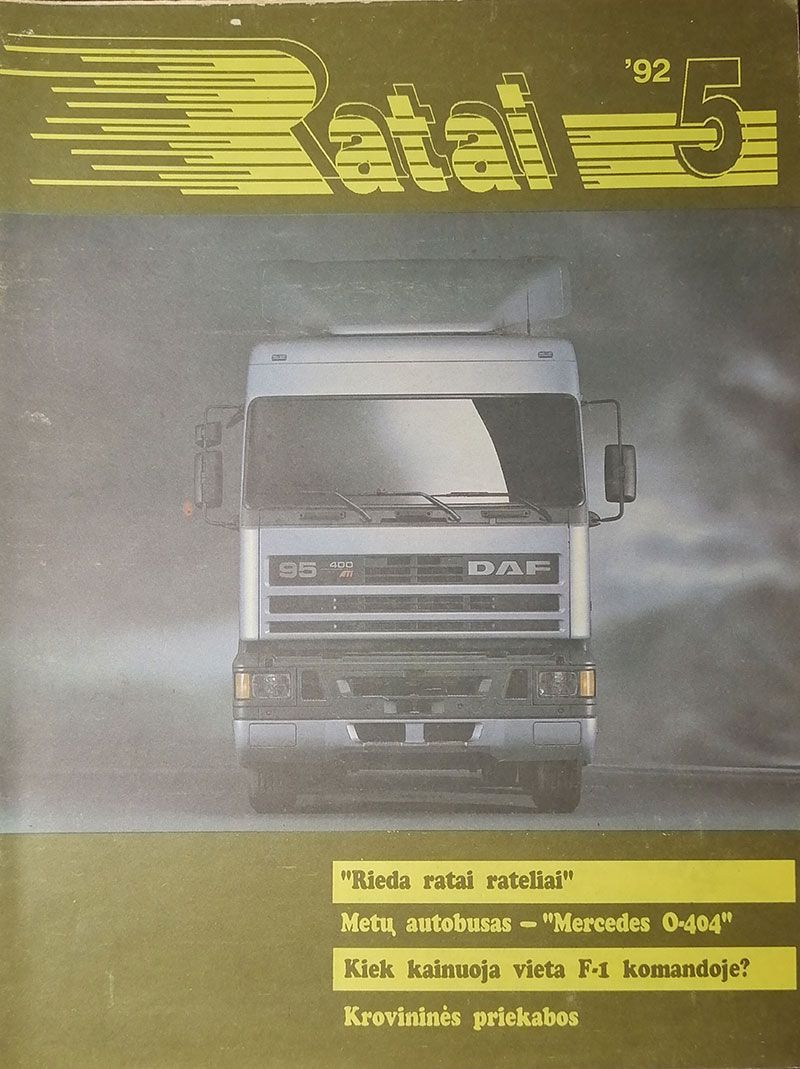 Ratai
'92 5
95 400 ATi DAF
"Rieda ratai rateliai"
Metų autobusas – "Mercedes O-404"
Kiek kainuoja vieta F-1 komandoje?
Krovininės priekabos